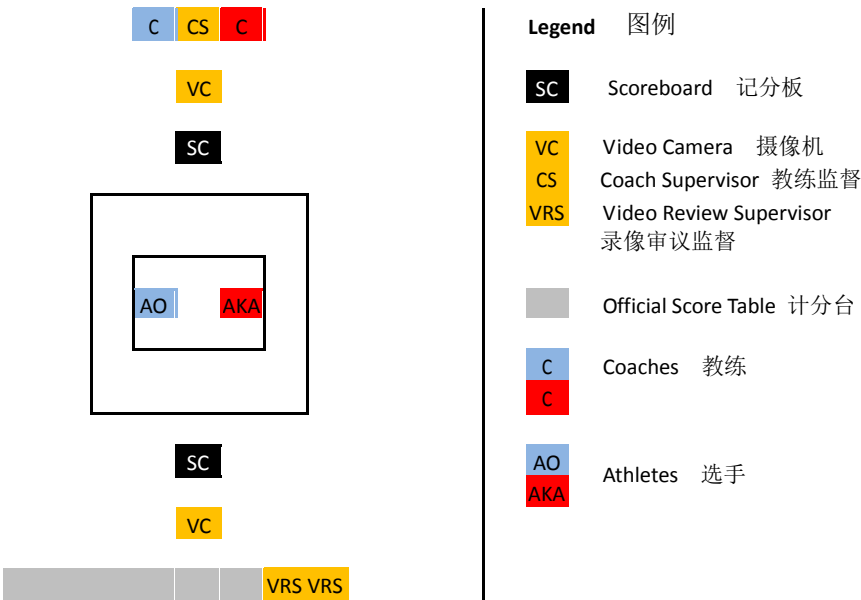 C CS C
VC
SC
AO AKA
SC
VC
VRS VRS
Legend 图例
SC Scoreboard 记分板
VC Video Camera 摄像机
CS Coach Supervisor 教练监督
VRS Video Review Supervisor
录像审议监督
Official Score Table 计分台
C Coaches 教练
C
AO
Athletes 选手
AKA